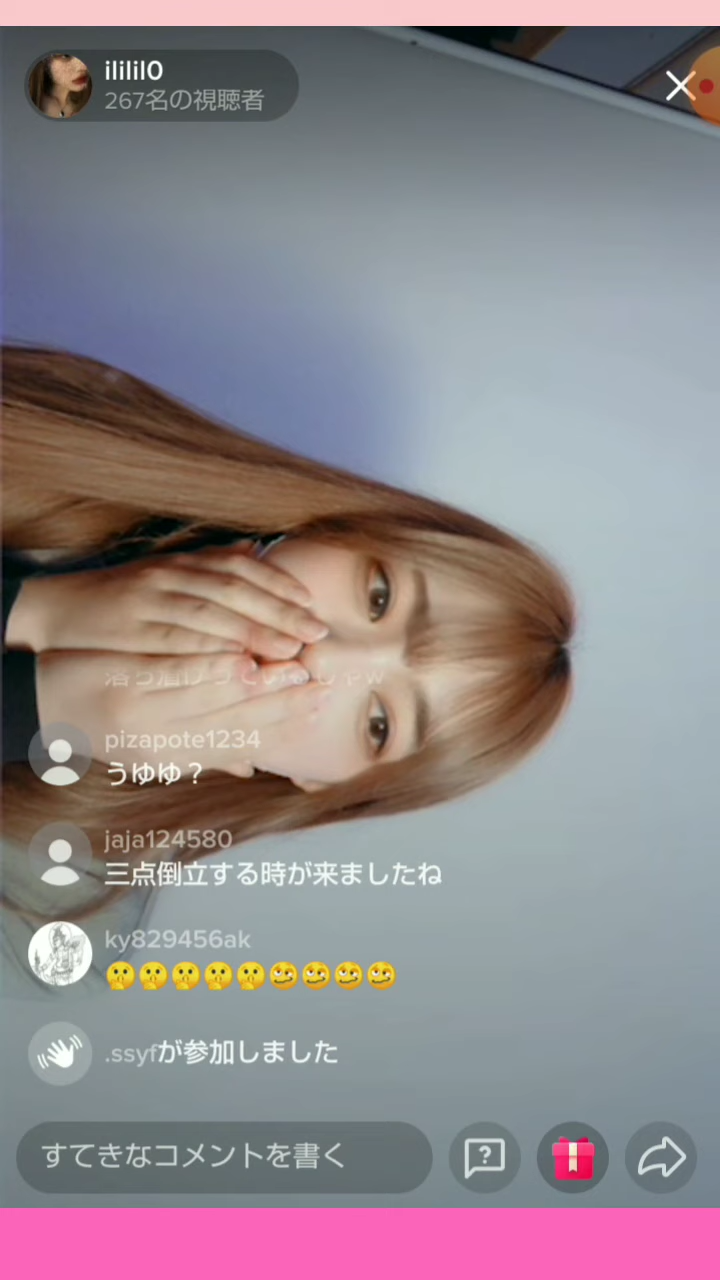 ililil0
267名の視聴者
pizapote1234
うゆゆ？
jaja124580
三点倒立する時が来ましたね
ky829456ak
🤫🤫🤫🤫🤫🥴🥴🥴🥴
.ssyfが参加しました
すてきなコメントを書く